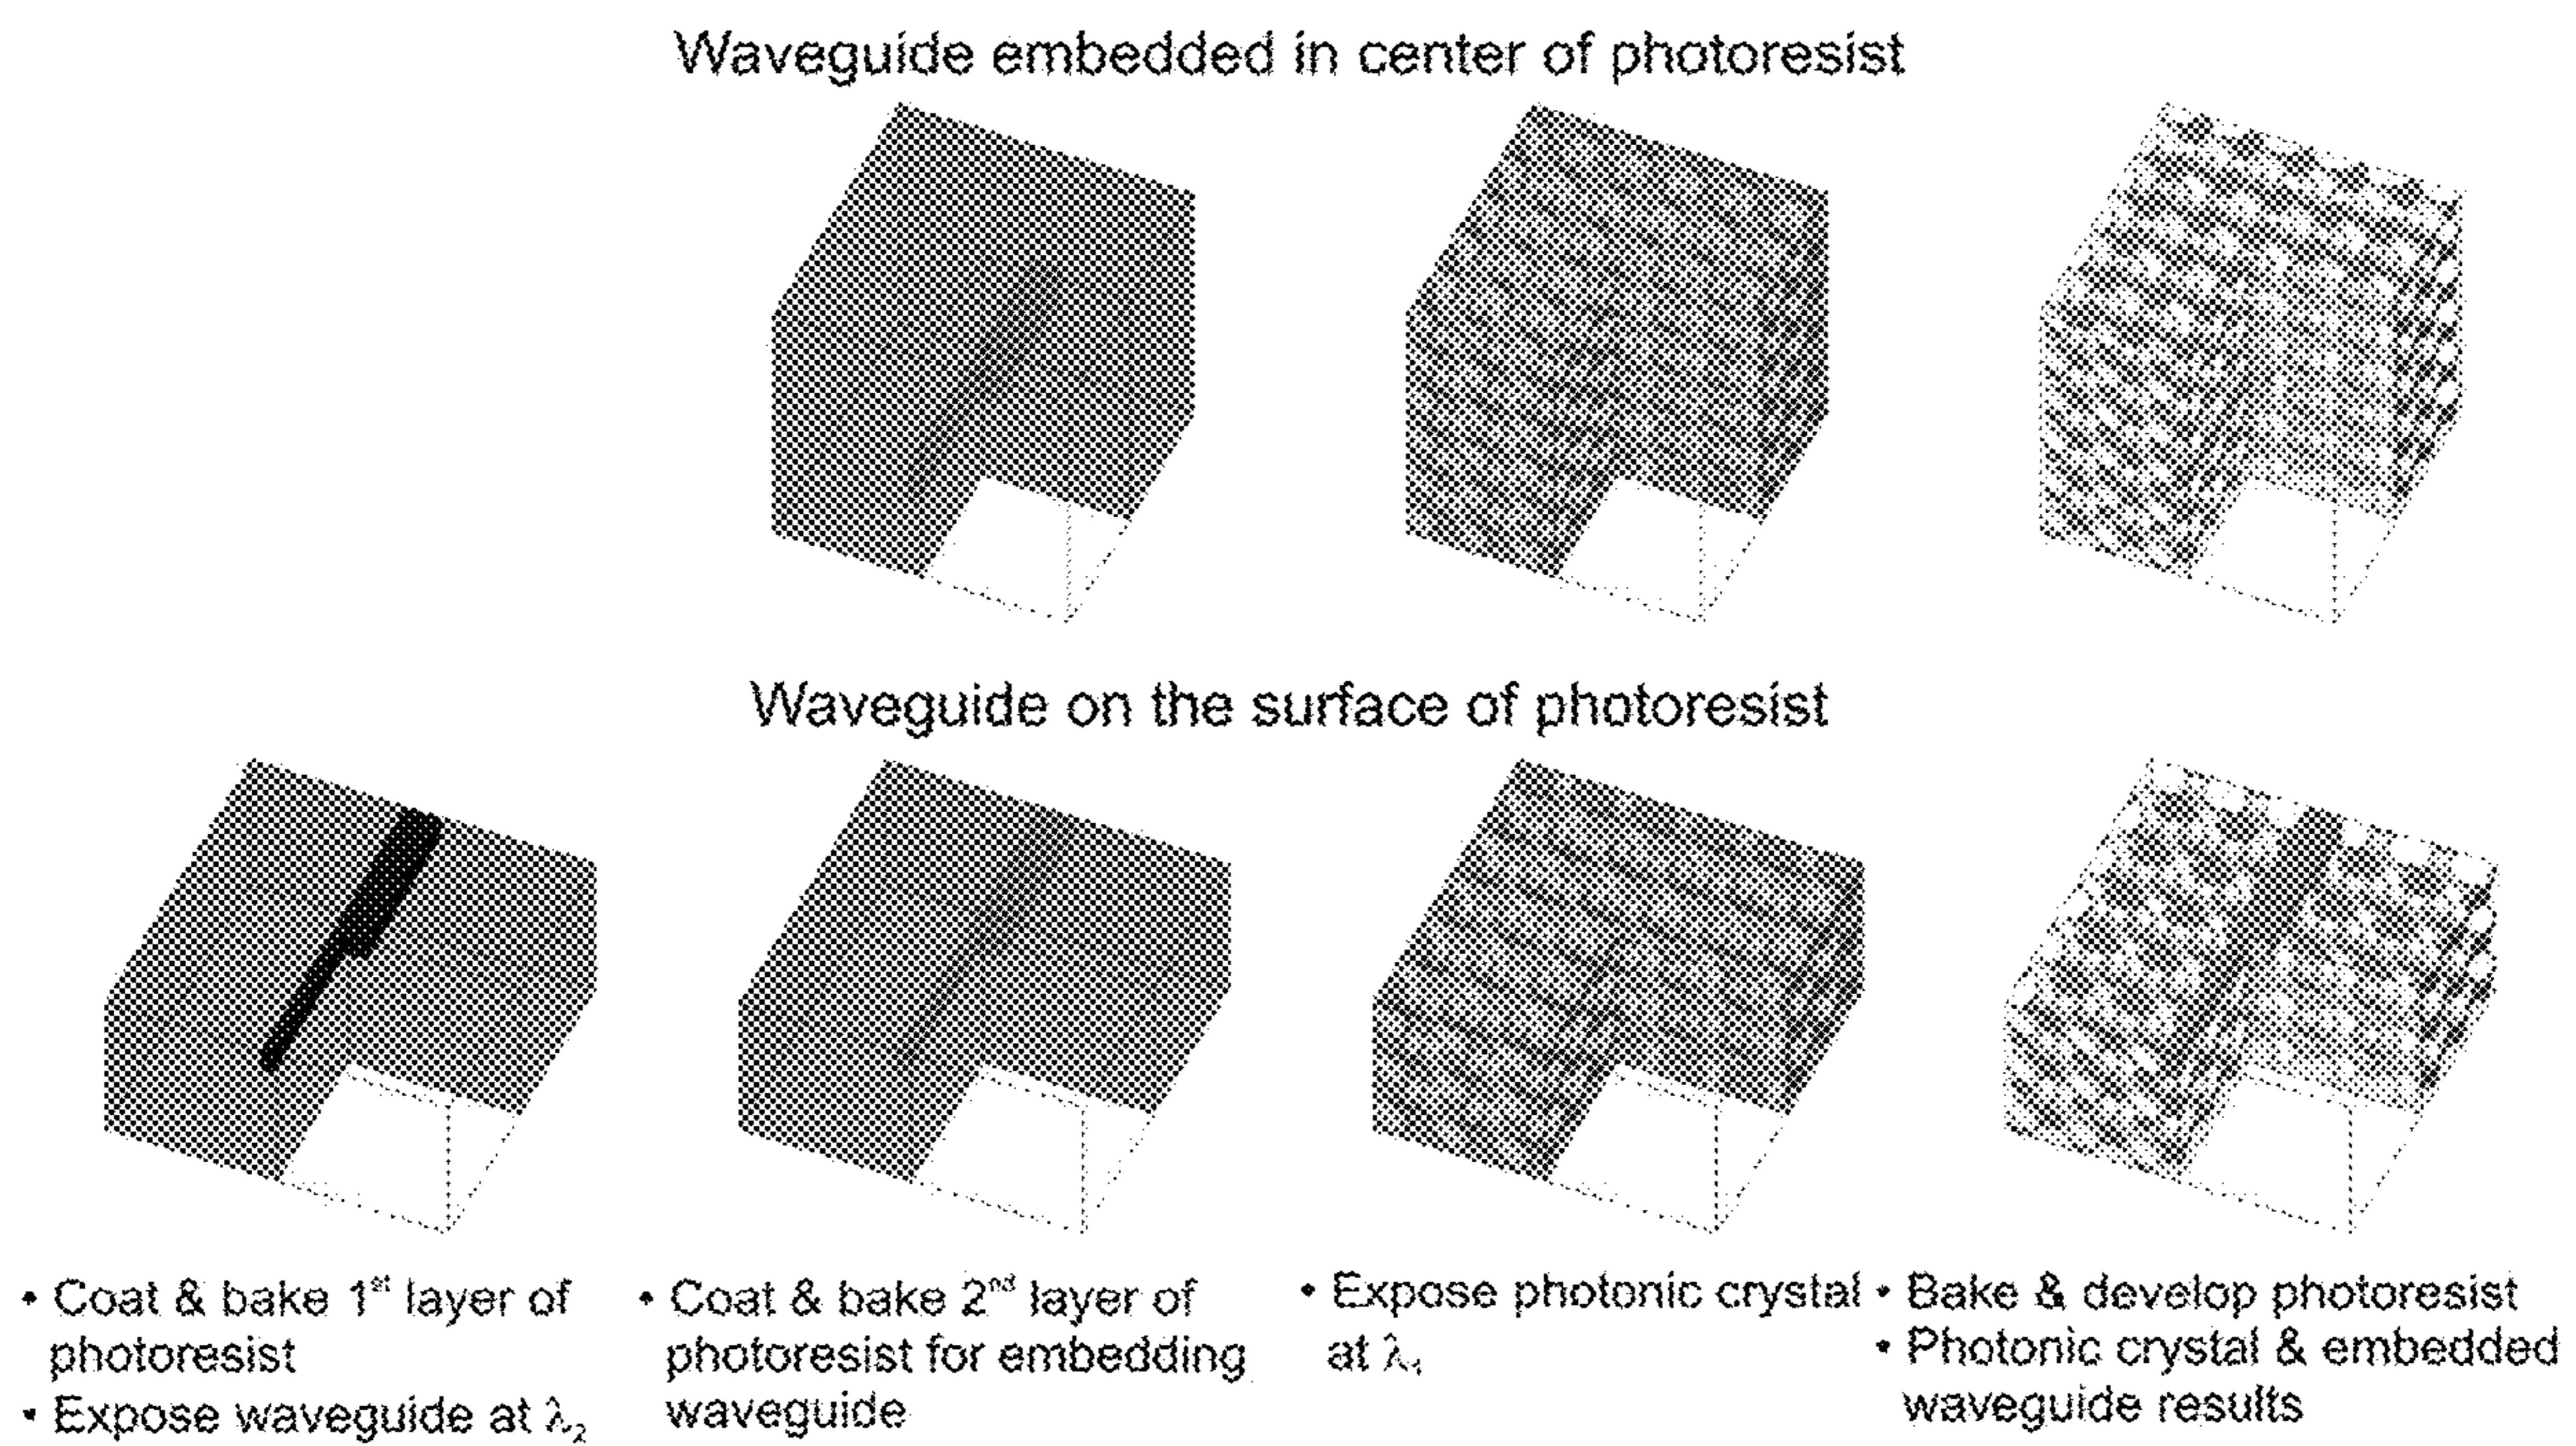 Waveguide embedded in center of photoresist
Waveguide on the surface of photoresist
• Coat & bake 1st layer of
photoresist
• Expose waveguide at λ2
• Coat & bake 2nd layer of
photoresist for embedding
waveguide
• Expose photonic crystal
at λ1
• Bake & develop photoresist
• Photonic crystal & embedded
waveguide results